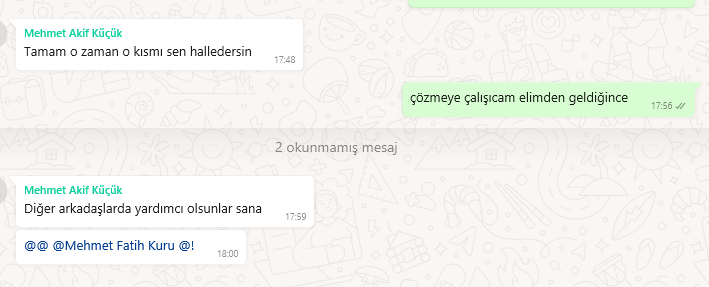 Mehmet Akif Küçük
Tamam o zaman o kısmı sen halledersin
17:48
çözmeye çalışıcam elimden geldiğince
17:56
2 okunmamış mesaj
Mehmet Akif Küçük
Diğer arkadaşlarda yardımcı olsunlar sana
17:59
@@ @Mehmet Fatih Kuru @!
18:00